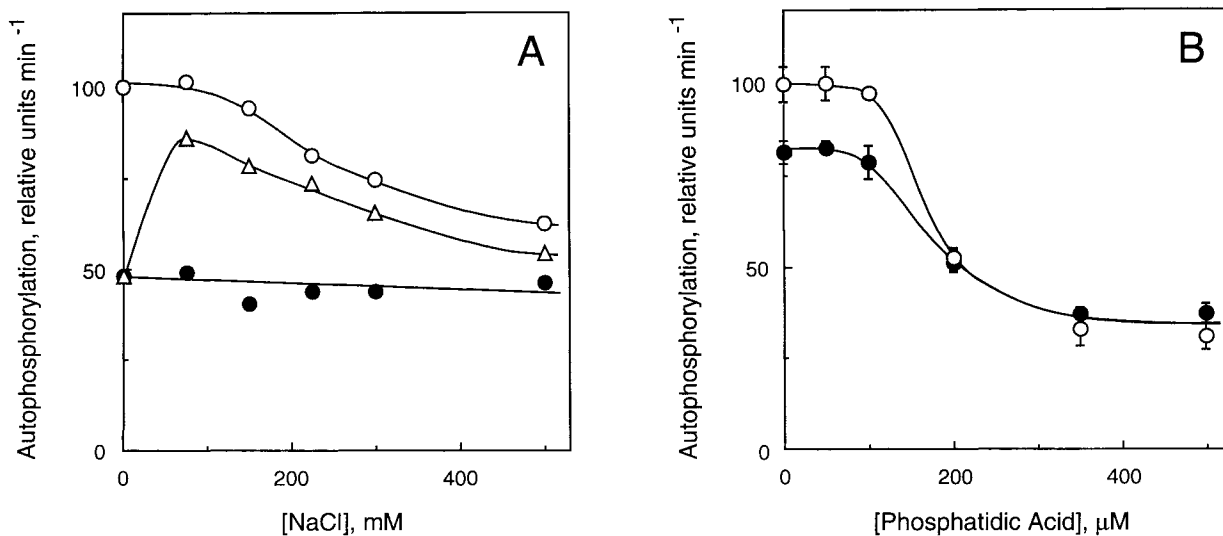 A
Autophosphorylation, relative units min -1
100
50
0
0
200
400
[NaCl], mM
B
Autophosphorylation, relative units min -1
100
50
0
0
200
400
[Phosphatidic Acid], μM